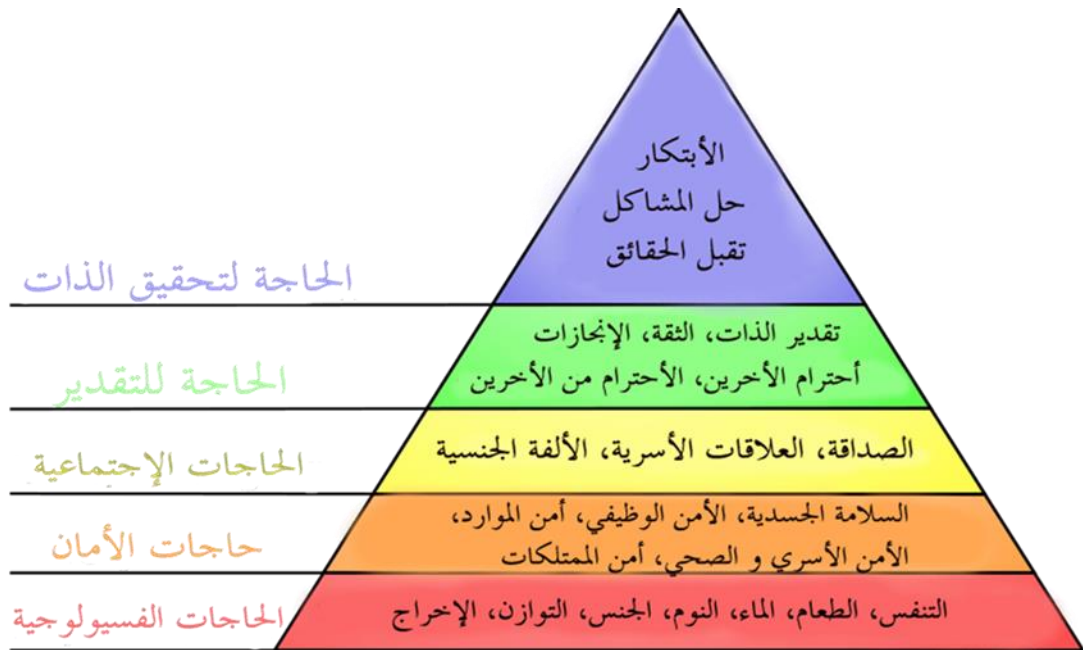 الأبتكار
حل المشاكل
تقبل الحقائق
الحاجة لتحقيق الذات
تقدير الذات، الثقة، الإنجازات
أحترام الأخرين، الأحترام من الأخرين
الحاجة للتقدير
الصداقة، العلاقات الأسرية، الألفة الجنسية
الحاجات الإجتماعية
السلامة الجسدية، الأمن الوظيفي، أمن الموارد،
الأمن الأسري و الصحي، أمن الممتلكات
حاجات الأمان
التنفس، الطعام، الماء، النوم، الجنس، التوازن، الإخراج
الحاجات الفسيولوجية